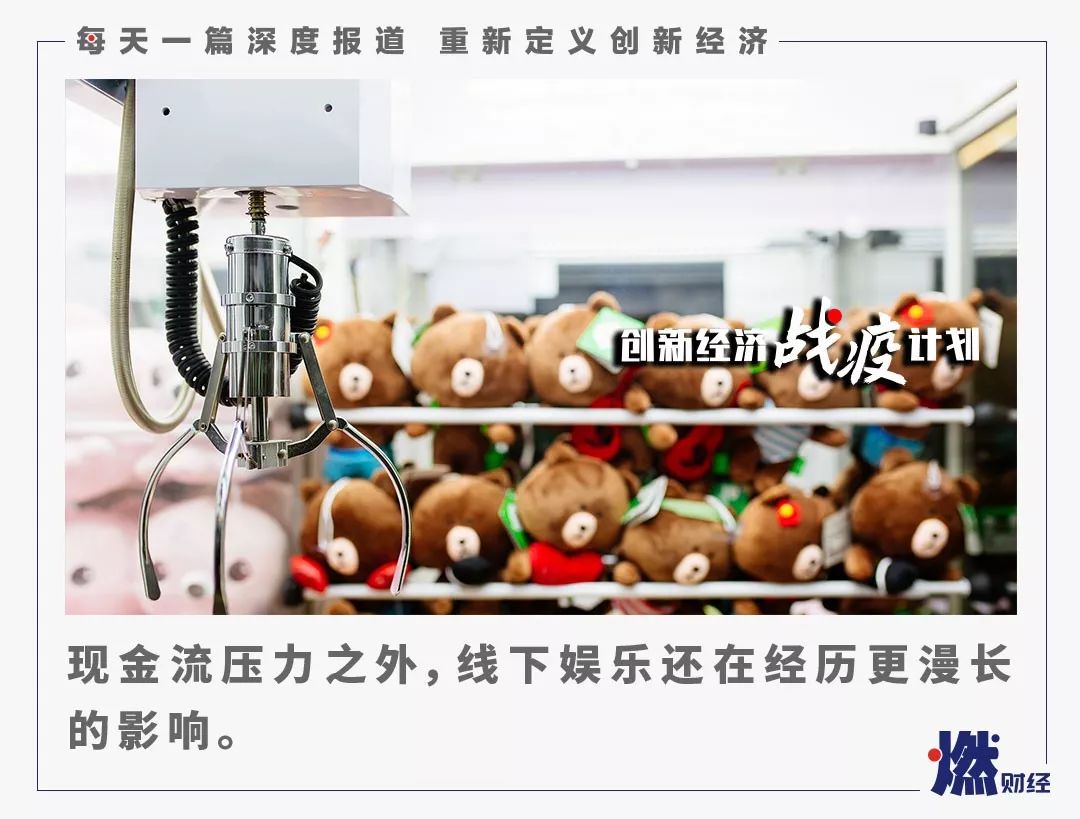 每天一篇深度报道 重新定义创新经济
创新经济战疫计划
现金流压力之外,线下娱乐还在经历更漫长
的影响。
燃财经